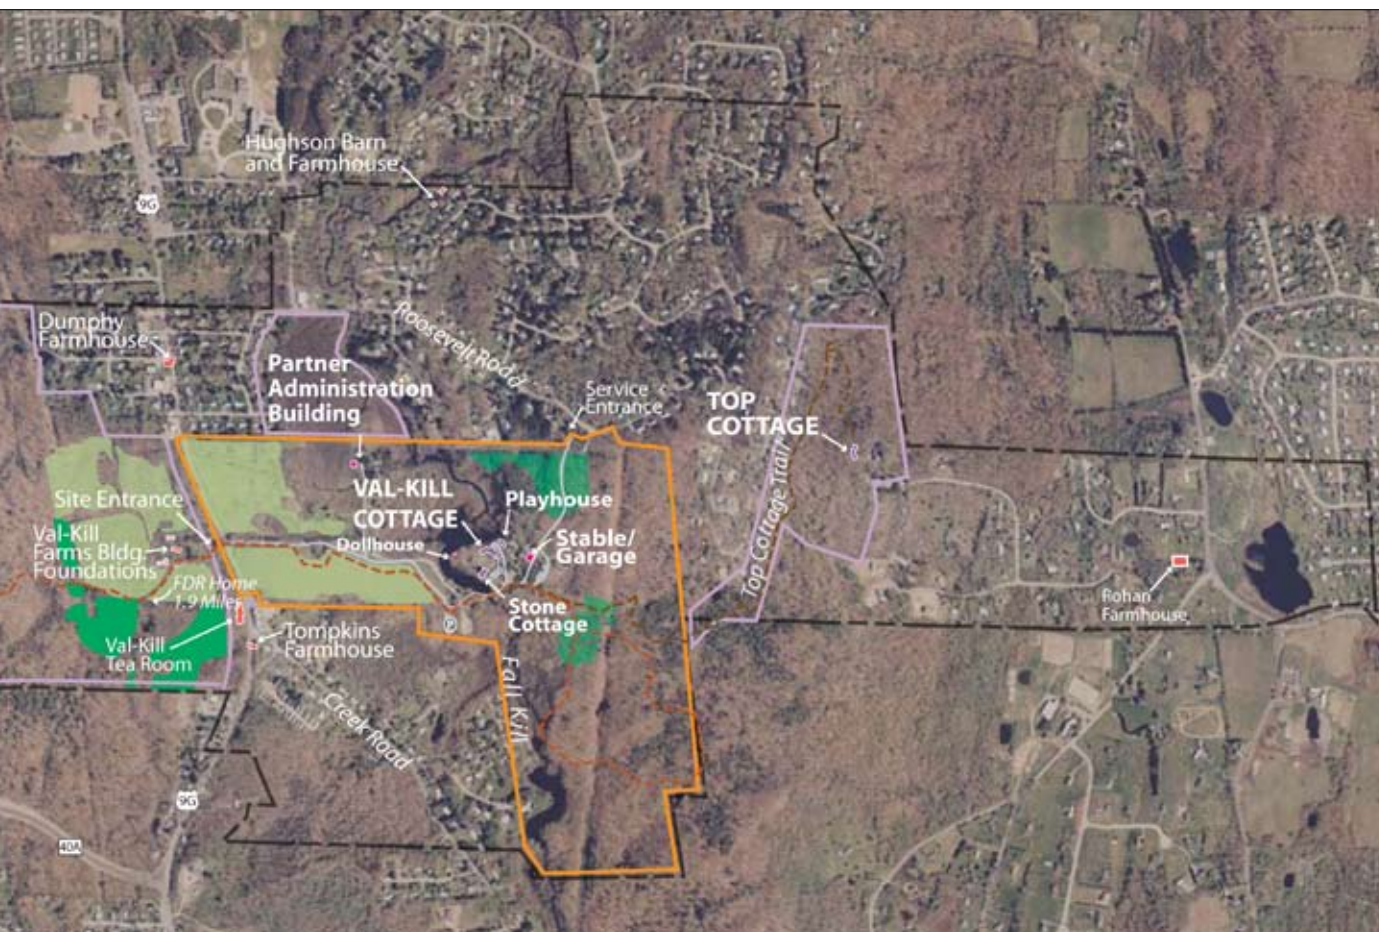 Hughson Barn
and Farmhouse
9G
Dumphy
Farmhouse
Roosevelt Road
Partner
Administration
Building
Service
Entrance
TOP
COTTAGE
Top Cottage Trail
Site Entrance
VAL-KILL
COTTAGE
Playhouse
Dollhouse
Stable/
Garage
Val-Kill
Farms Bldg.
Foundations
FDR Home
1.9 Miles
Stone
Cottage
Rohan
Farmhouse
P
Val-Kill
Tea Room
Tompkins
Farmhouse
Fall Kill
Creek Road
9G
40A